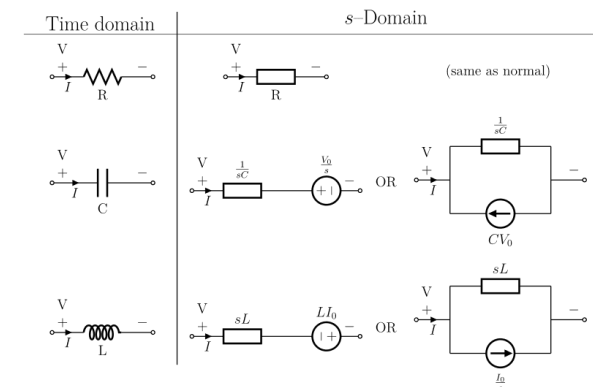 Time domain
s–Domain
V
+ −
I
R
V
+ −
I
R
(same as normal)
V
+ −
I
C
V
+ −
I
1/sC
V₀/s
+ |
OR
V
+ −
I
1/sC
CV₀
V
+ −
I
L
V
+ −
I
sL
LI₀
| +
OR
V
+ −
I
sL
I₀